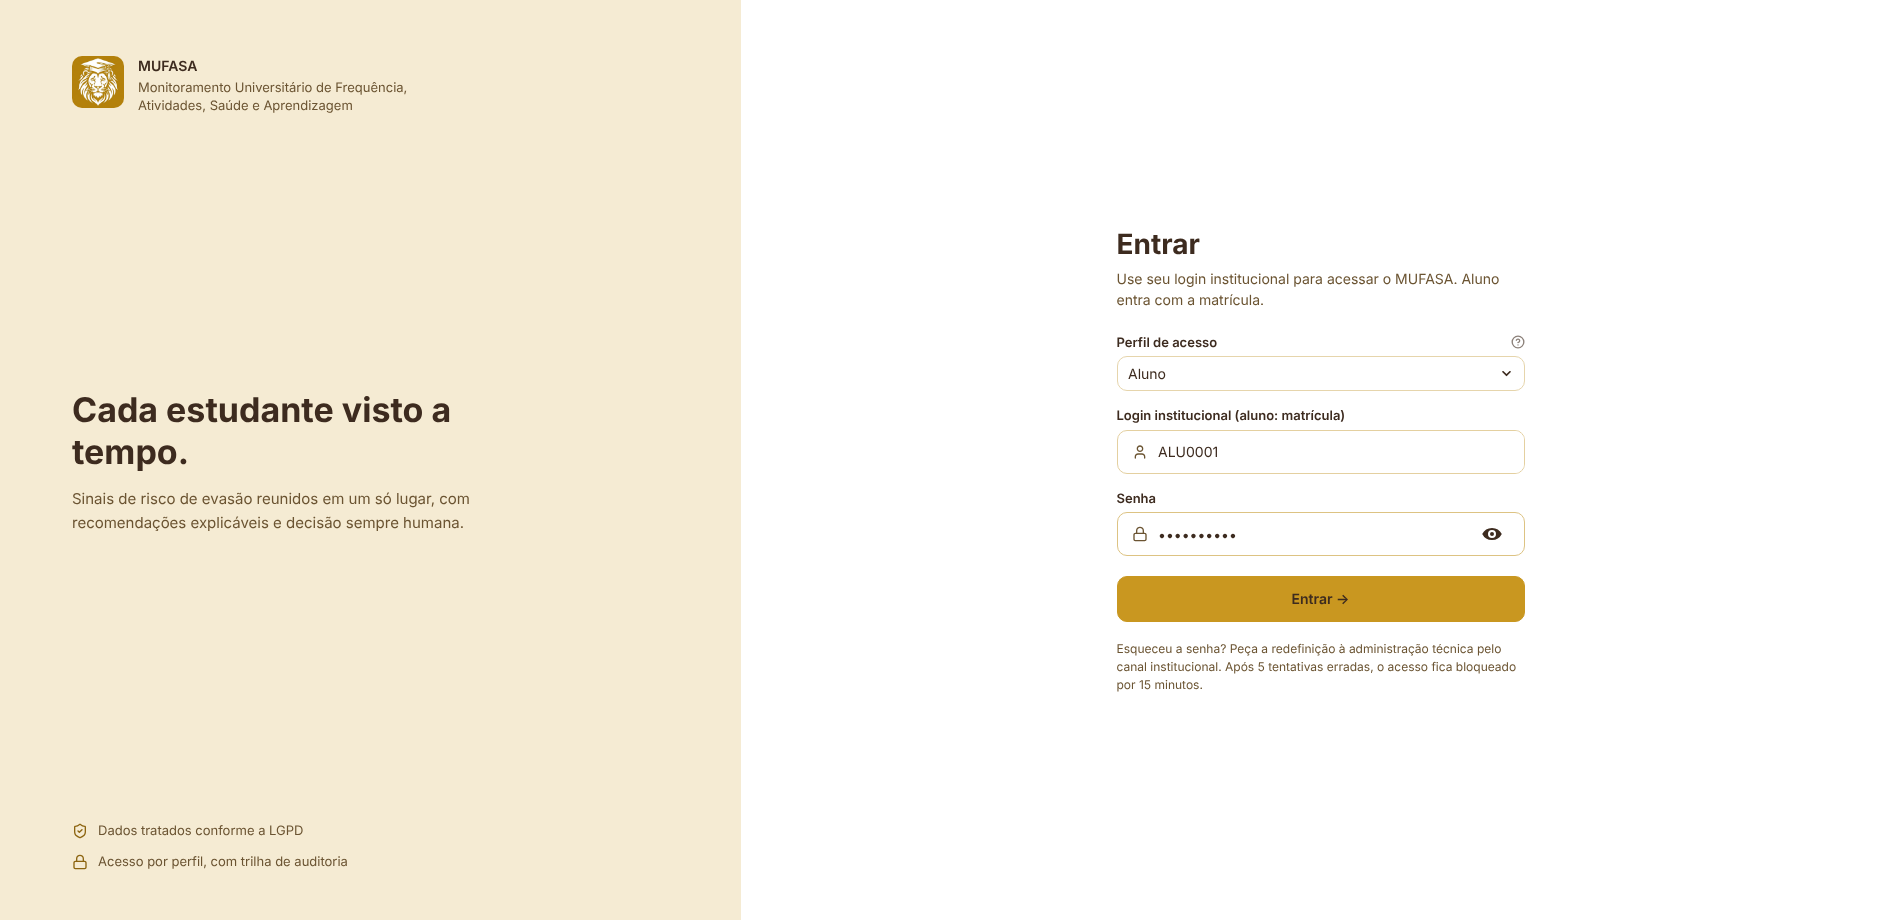 MUFASA
Monitoramento Universitário de Frequência,
Atividades, Saúde e Aprendizagem
Cada estudante visto a
tempo.
Sinais de risco de evasão reunidos em um só lugar, com
recomendações explicáveis e decisão sempre humana.
Dados tratados conforme a LGPD
Acesso por perfil, com trilha de auditoria
Entrar
Use seu login institucional para acessar o MUFASA. Aluno
entra com a matrícula.
Perfil de acesso
Aluno
Login institucional (aluno: matrícula)
ALU0001
Senha
••••••••••
Entrar →
Esqueceu a senha? Peça a redefinição à administração técnica pelo
canal institucional. Após 5 tentativas erradas, o acesso fica bloqueado
por 15 minutos.